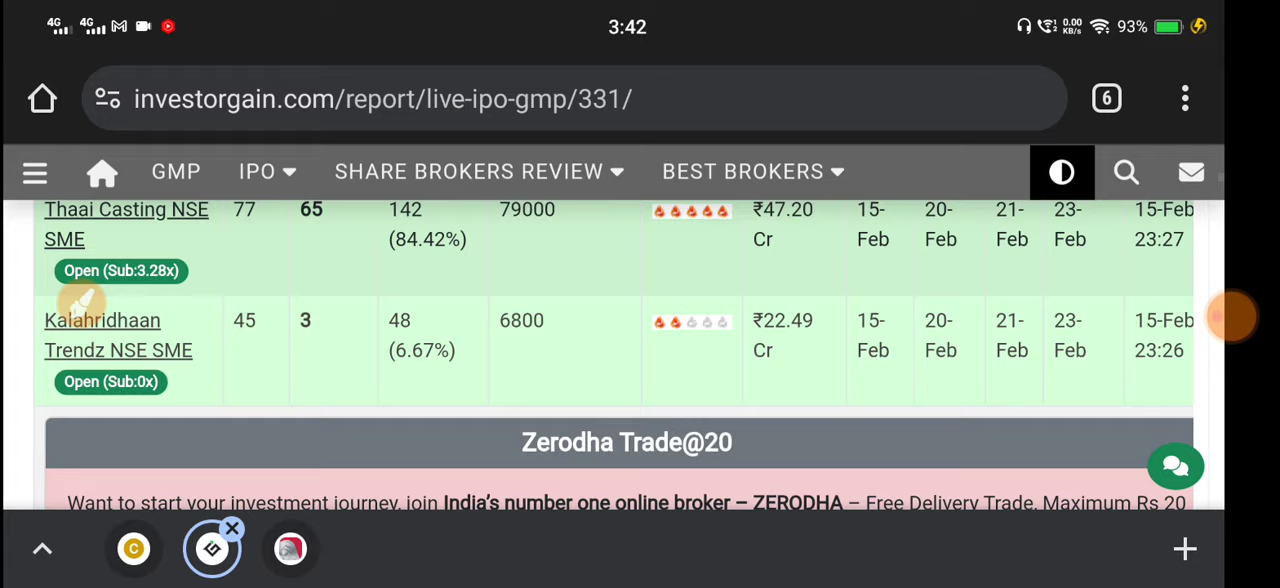 4G 4G 3:42 0.00 KB/s 93%
investorgain.com/report/live-ipo-gmp/331/ 6
GMP IPO SHARE BROKERS REVIEW BEST BROKERS
Thaai Casting NSE 77 65 142 79000 ₹47.20 15- 20- 21- 23- 15-Feb
SME (84.42%) Cr Feb Feb Feb Feb 23:27
Open (Sub:3.28x)
Kalahridhaan 45 3 48 6800 ₹22.49 15- 20- 21- 23- 15-Feb
Trendz NSE SME (6.67%) Cr Feb Feb Feb Feb 23:26
Open (Sub:0x)
Zerodha Trade@20
Want to start your investment journey, join India's number one online broker – ZERODHA – Free Delivery Trade, Maximum Rs 20
C